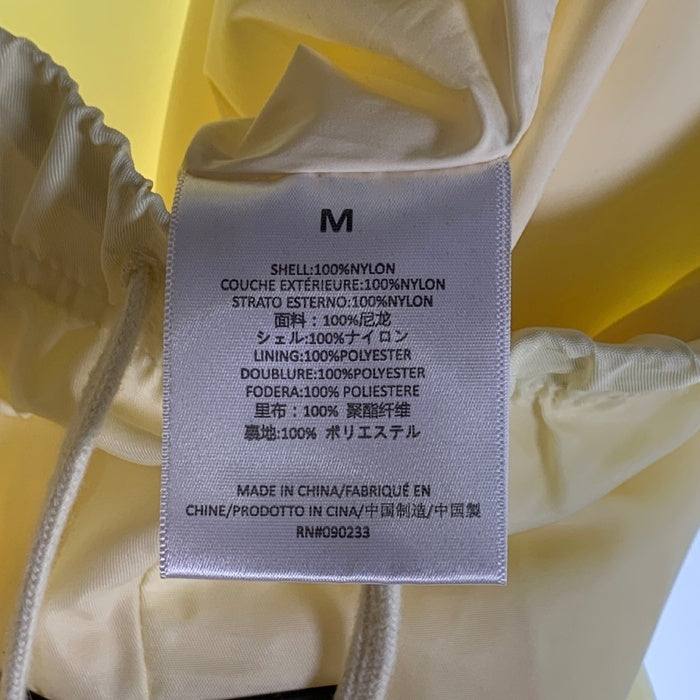 M
SHELL:100%NYLON
COUCHE EXTÉRIEURE:100%NYLON
STRATO ESTERNO:100%NYLON
面料：100%尼龙
シェル:100%ナイロン
LINING:100%POLYESTER
DOUBLURE:100%POLYESTER
FODERA:100% POLIESTERE
里布：100% 聚酯纤维
裏地:100% ポリエステル
MADE IN CHINA/FABRIQUÉ EN
CHINE/PRODOTTO IN CINA/中国制造/中国製
RN#090233